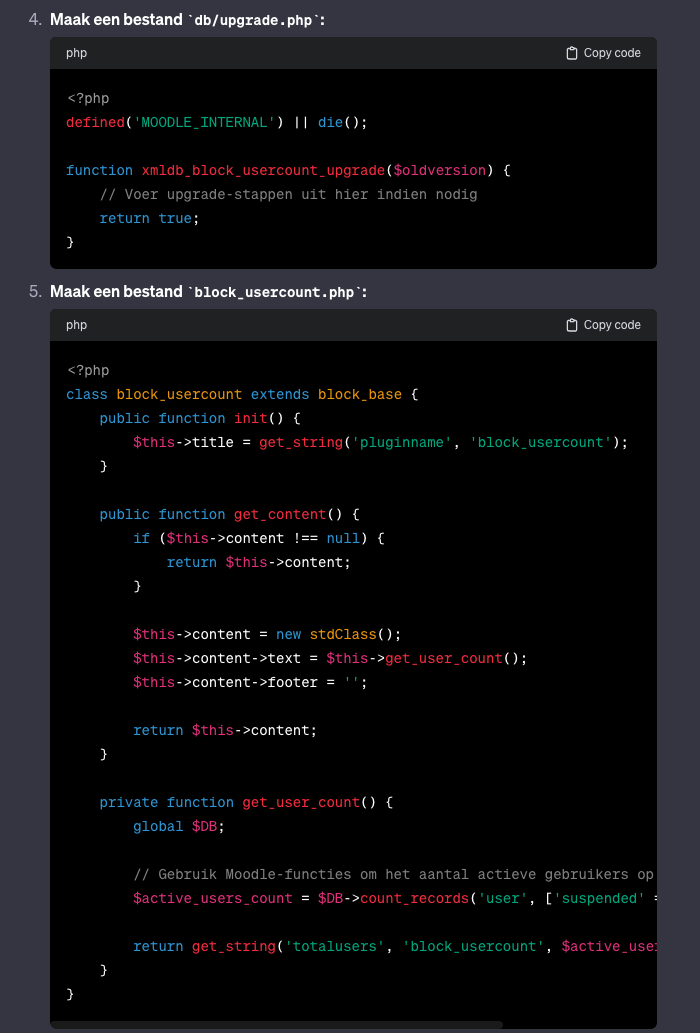 4. Maak een bestand `db/upgrade.php`:
php
Copy code
<?php
defined('MOODLE_INTERNAL') || die();
function xmldb_block_usercount_upgrade($oldversion) {
// Voer upgrade-stappen uit hier indien nodig
return true;
}
5. Maak een bestand `block_usercount.php`:
php
Copy code
<?php
class block_usercount extends block_base {
public function init() {
$this->title = get_string('pluginname', 'block_usercount');
}
public function get_content() {
if ($this->content !== null) {
return $this->content;
}
$this->content = new stdClass();
$this->content->text = $this->get_user_count();
$this->content->footer = '';
return $this->content;
}
private function get_user_count() {
global $DB;
// Gebruik Moodle-functies om het aantal actieve gebruikers op
$active_users_count = $DB->count_records('user', ['suspended' =
return get_string('totalusers', 'block_usercount', $active_use
}
}